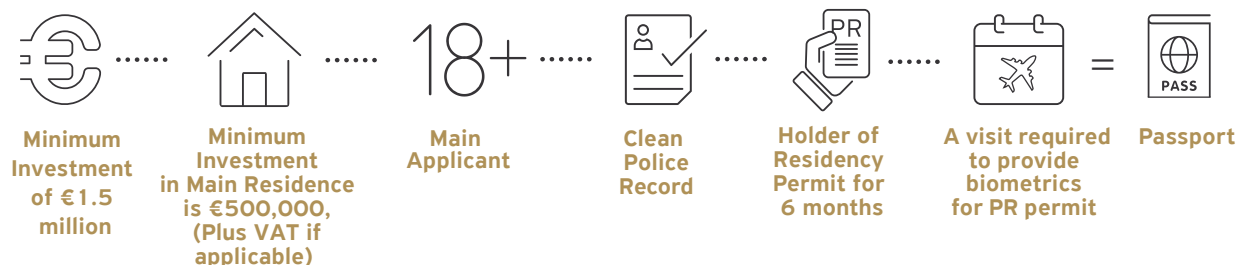 18+
PR
PASS
Minimum
Investment
of €1.5
million
Minimum
Investment
in Main Residence
is €500,000,
(Plus VAT if
applicable)
Main
Applicant
Clean
Police
Record
Holder of
Residency
Permit for
6 months
A visit required
to provide
biometrics
for PR permit
=
Passport